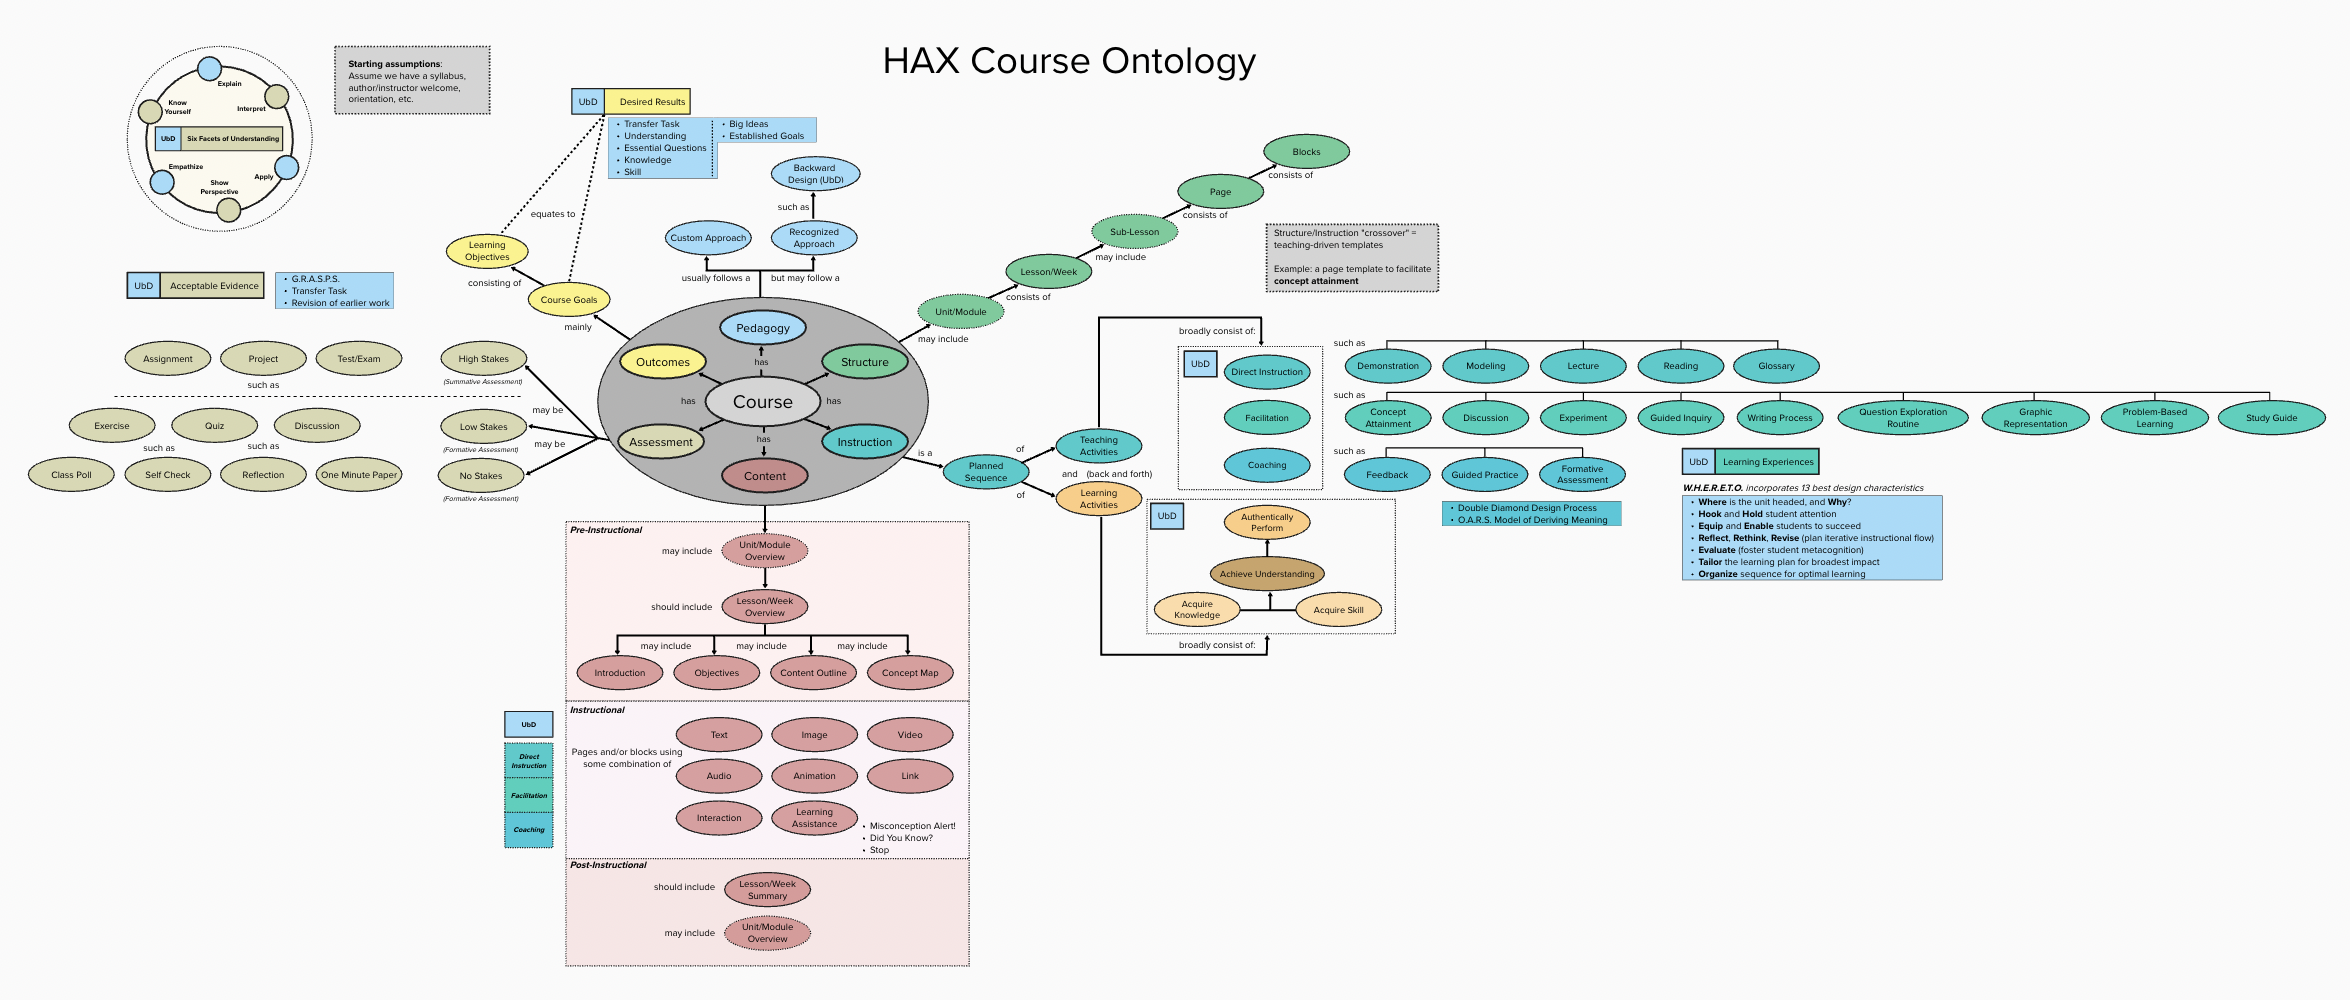 HAX Course Ontology
Explain
Interpret
Know
Yourself
UbD
Six Facets of Understanding
Empathize
Apply
Show
Perspective
Starting assumptions:
Assume we have a syllabus,
author/instructor welcome,
orientation, etc.
UbD
Desired Results
• Transfer Task
• Understanding
• Essential Questions
• Knowledge
• Skill
• Big Ideas
• Established Goals
equates to
Learning
Objectives
consisting of
Course Goals
mainly
Backward
Design (UbD)
such as
Custom Approach
Recognized
Approach
usually follows a
but may follow a
Blocks
consists of
Page
consists of
Sub-Lesson
may include
Lesson/Week
consists of
Unit/Module
may include
Structure/Instruction "crossover" =
teaching-driven templates
Example: a page template to facilitate
concept attainment
UbD
Acceptable Evidence
• G.R.A.S.P.S.
• Transfer Task
• Revision of earlier work
Assignment
Project
Test/Exam
such as
High Stakes
(Summative Assessment)
may be
Exercise
Quiz
Discussion
such as
such as
Low Stakes
(Formative Assessment)
may be
Class Poll
Self Check
Reflection
One Minute Paper
No Stakes
(Formative Assessment)
Pedagogy
has
Outcomes
Structure
has
Course
has
Assessment
has
Instruction
Content
is a
Planned
Sequence
of
Teaching
Activities
and (back and forth)
of
Learning
Activities
broadly consist of:
UbD
Direct Instruction
Facilitation
Coaching
such as
Demonstration
Modeling
Lecture
Reading
Glossary
such as
Concept
Attainment
Discussion
Experiment
Guided Inquiry
Writing Process
Question Exploration
Routine
Graphic
Representation
Problem-Based
Learning
Study Guide
such as
Feedback
Guided Practice
Formative
Assessment
• Double Diamond Design Process
• O.A.R.S. Model of Deriving Meaning
UbD
Learning Experiences
W.H.E.R.E.T.O. incorporates 13 best design characteristics
• Where is the unit headed, and Why?
• Hook and Hold student attention
• Equip and Enable students to succeed
• Reflect, Rethink, Revise (plan iterative instructional flow)
• Evaluate (foster student metacognition)
• Tailor the learning plan for broadest impact
• Organize sequence for optimal learning
UbD
Authentically
Perform
Achieve Understanding
Acquire
Knowledge
Acquire Skill
broadly consist of:
Pre-Instructional
may include
Unit/Module
Overview
should include
Lesson/Week
Overview
may include
may include
may include
Introduction
Objectives
Content Outline
Concept Map
UbD
Direct
Instruction
Facilitation
Coaching
Instructional
Pages and/or blocks using
some combination of
Text
Image
Video
Audio
Animation
Link
Interaction
Learning
Assistance
• Misconception Alert!
• Did You Know?
• Stop
Post-Instructional
should include
Lesson/Week
Summary
may include
Unit/Module
Overview